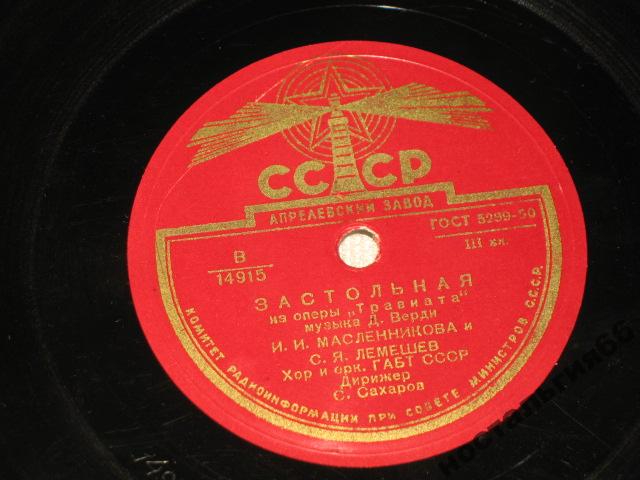 СССР
АПРЕЛЕВСКИЙ ЗАВОД
ГОСТ 5289-50
В
14915
III кл.
ЗАСТОЛЬНАЯ
из оперы „Травиата"
музыка Д. Верди
И. И. МАСЛЕННИКОВА и
С. Я. ЛЕМЕШЕВ
Хор и орк. ГАБТ СССР
Дирижер
С. Сахаров
КОМИТЕТ РАДИОИНФОРМАЦИИ ПРИ СОВЕТЕ МИНИСТРОВ С.С.С.Р.
ностальгия66